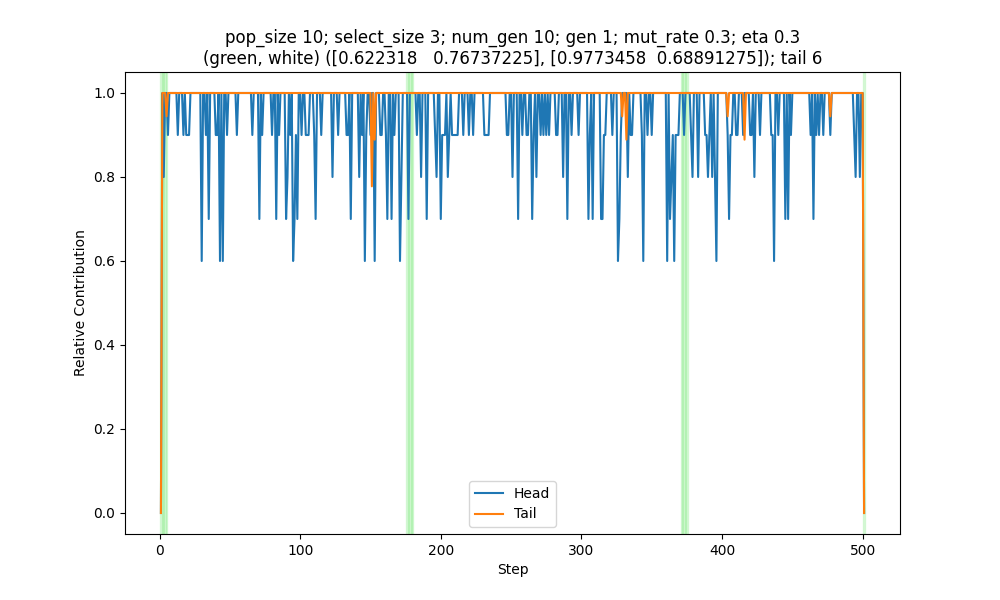 pop_size 10; select_size 3; num_gen 10; gen 1; mut_rate 0.3; eta 0.3
(green, white) ([0.622318   0.76737225], [0.9773458  0.68891275]); tail 6
1.0
0.8
0.6
0.4
0.2
0.0
Relative Contribution
Head
Tail
0 100 200 300 400 500
Step